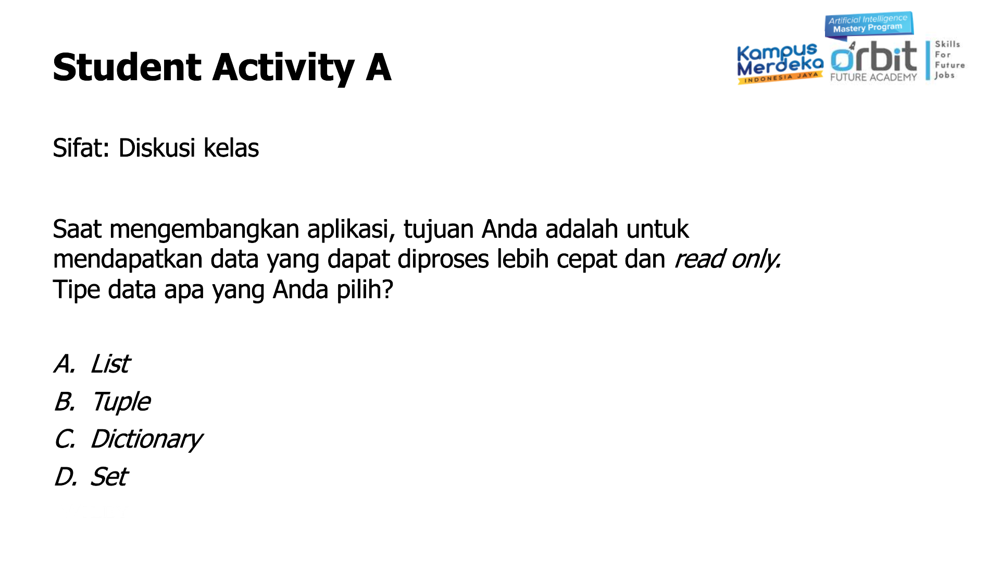 Artificial Intelligence
Mastery Program
Student Activity A
Kampus
Merdeka
INDONESIA JAYA
orbit
FUTURE ACADEMY
Skills
For
Future
Jobs
Sifat: Diskusi kelas
Saat mengembangkan aplikasi, tujuan Anda adalah untuk
mendapatkan data yang dapat diproses lebih cepat dan read only.
Tipe data apa yang Anda pilih?
A. List
B. Tuple
C. Dictionary
D. Set